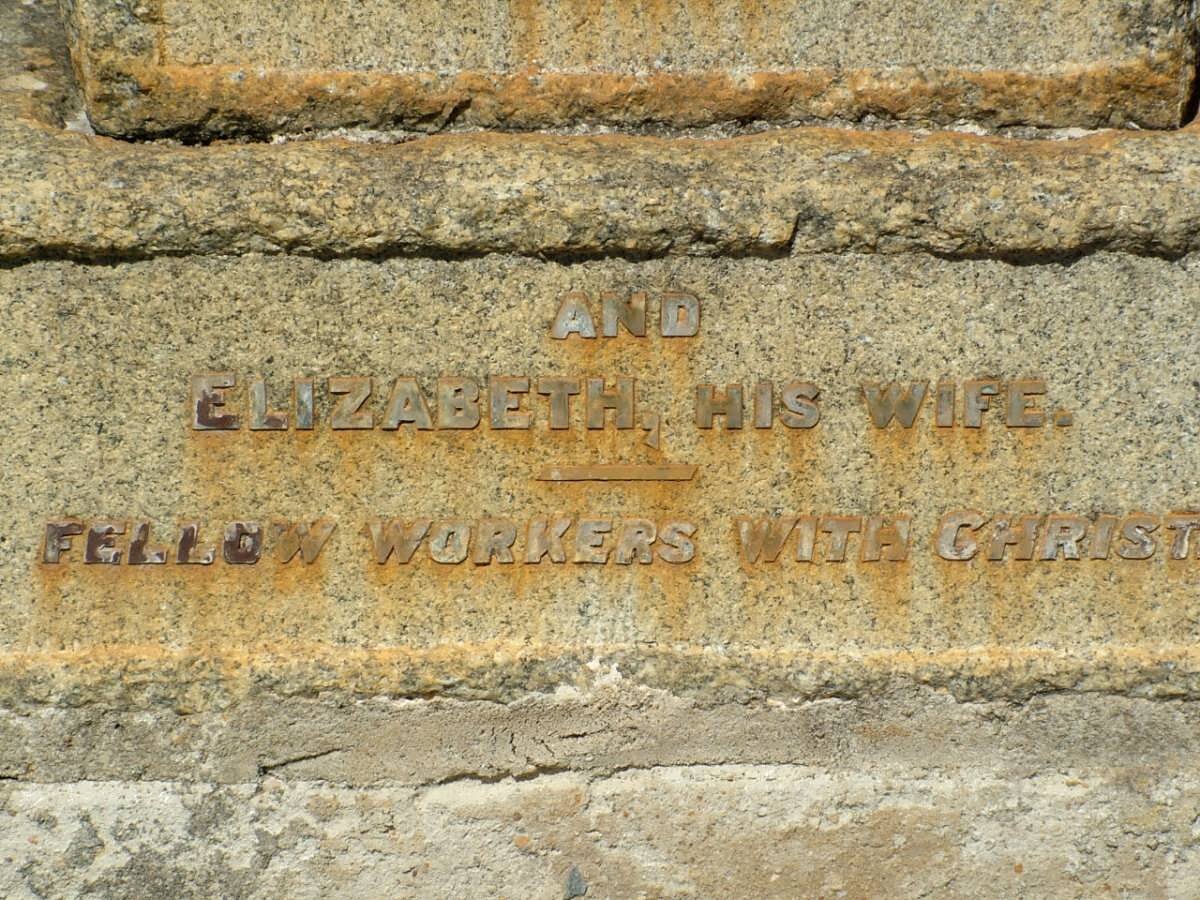 AND
ELIZABETH, HIS WIFE.
FELLOW WORKERS WITH CHRIST